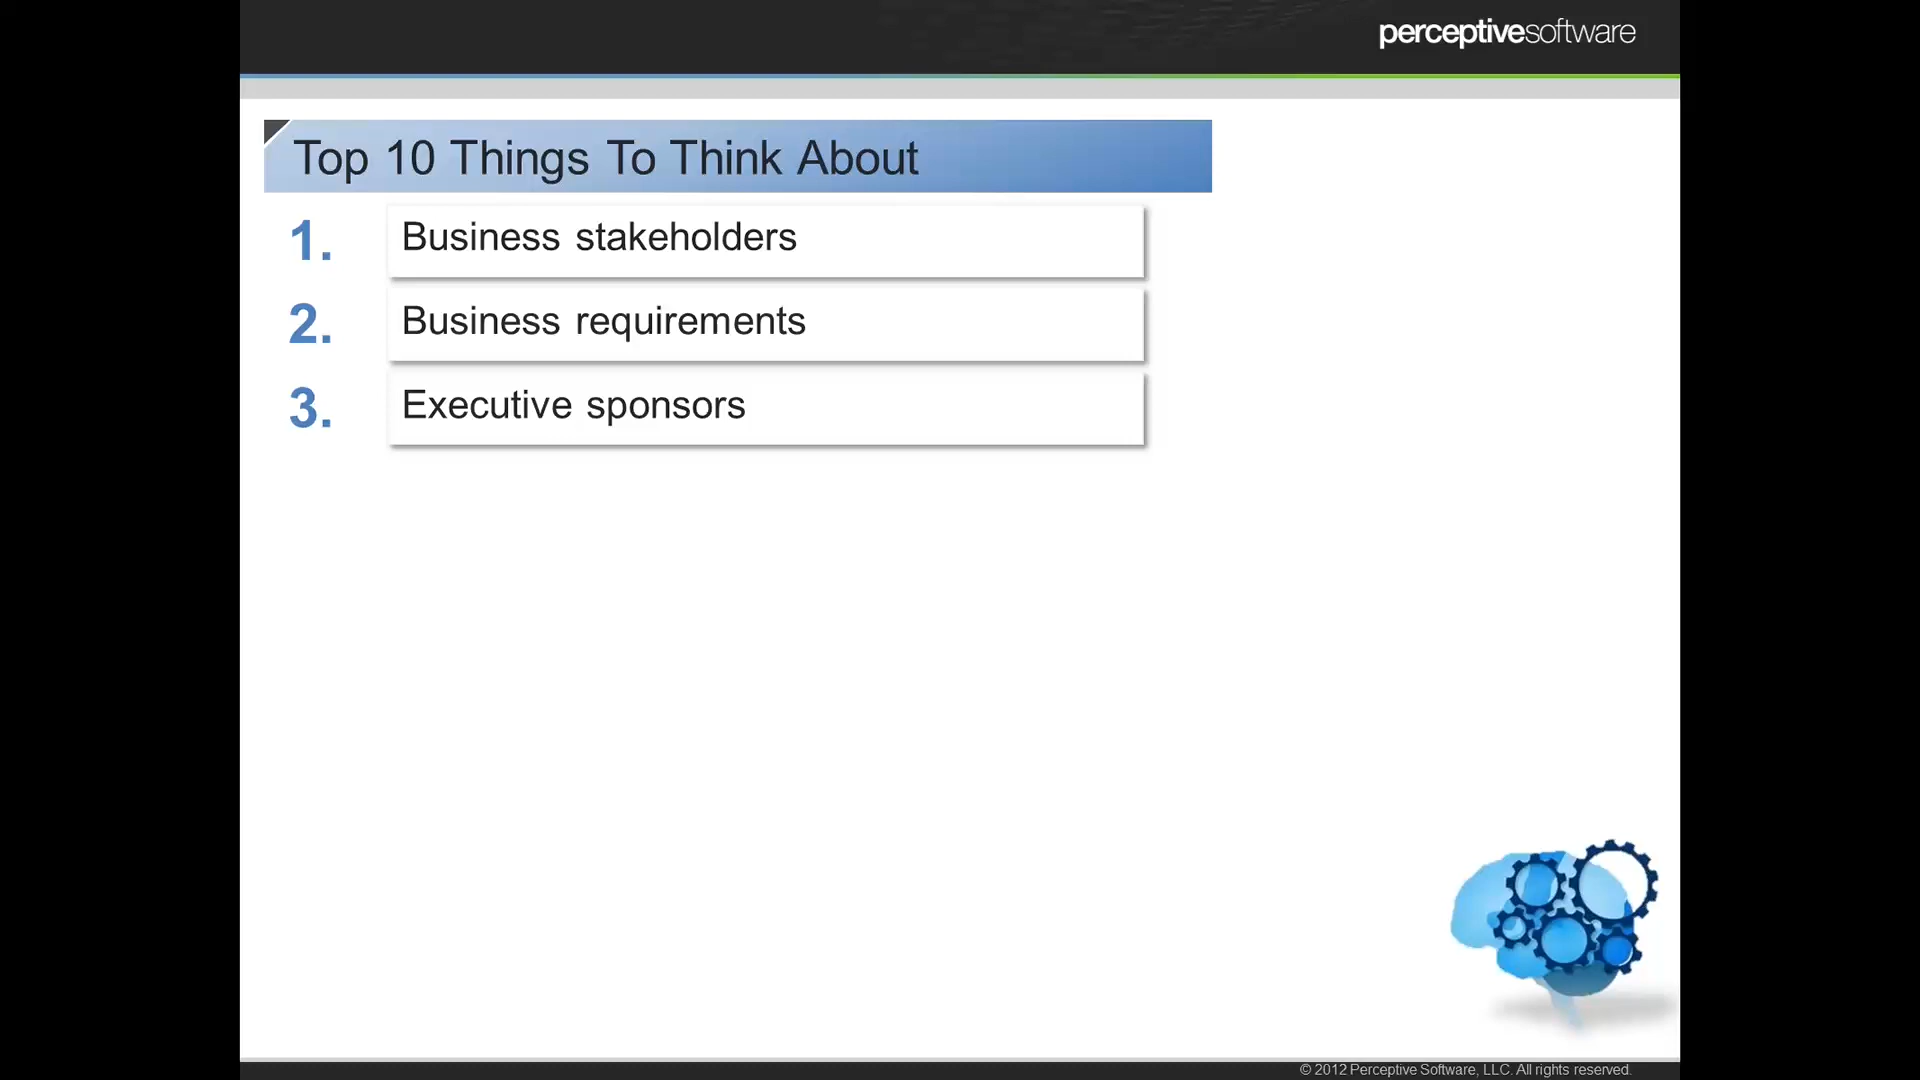 perceptivesoftware
Top 10 Things To Think About
1. Business stakeholders
2. Business requirements
3. Executive sponsors
© 2012 Perceptive Software, LLC. All rights reserved.